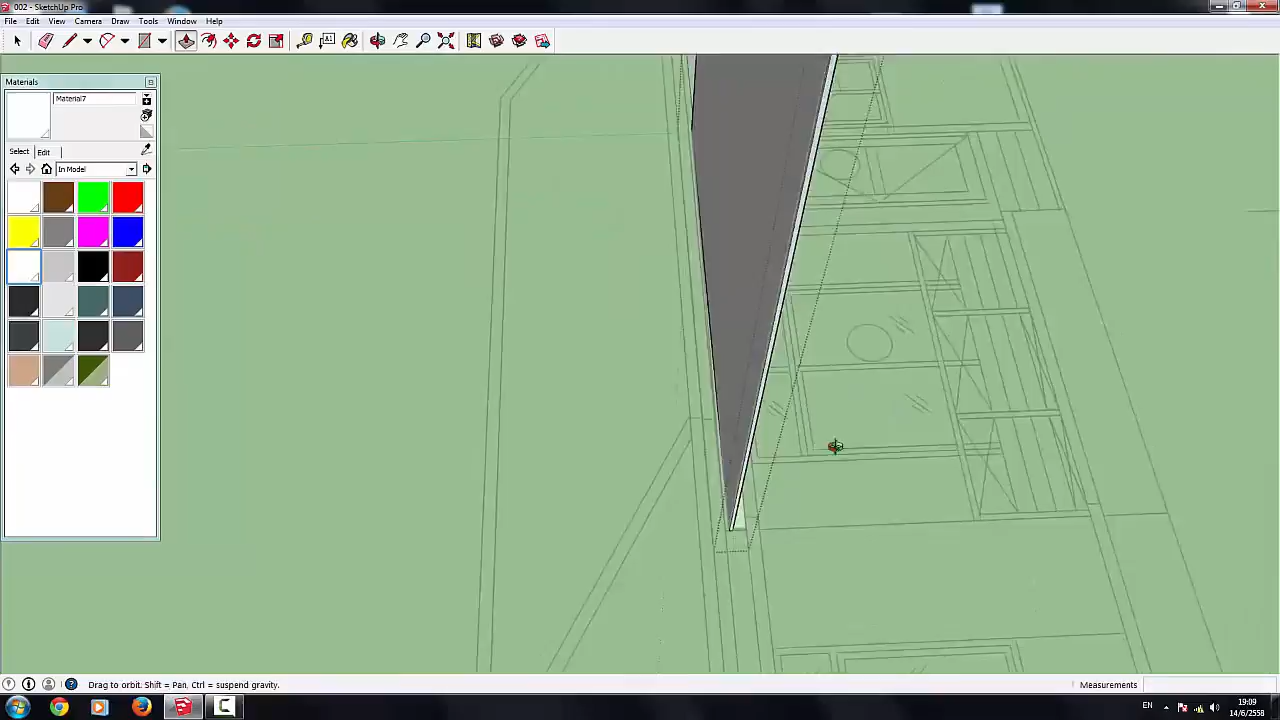 002 - SketchUp Pro
File Edit View Camera Draw Tools Window Help
A1
Materials
Material7
Select Edit
In Model
Drag to orbit. Shift = Pan, Ctrl = suspend gravity.
Measurements
EN
19:09
14/6/2558